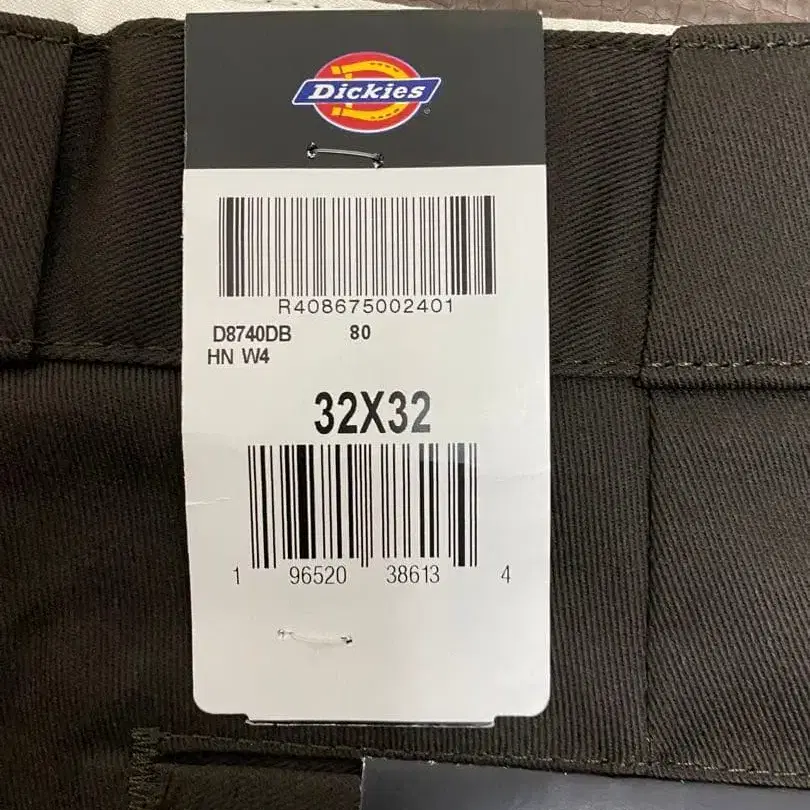 Dickies
R408675002401
D8740DB 80
HN W4
32X32
1 96520 38613 4